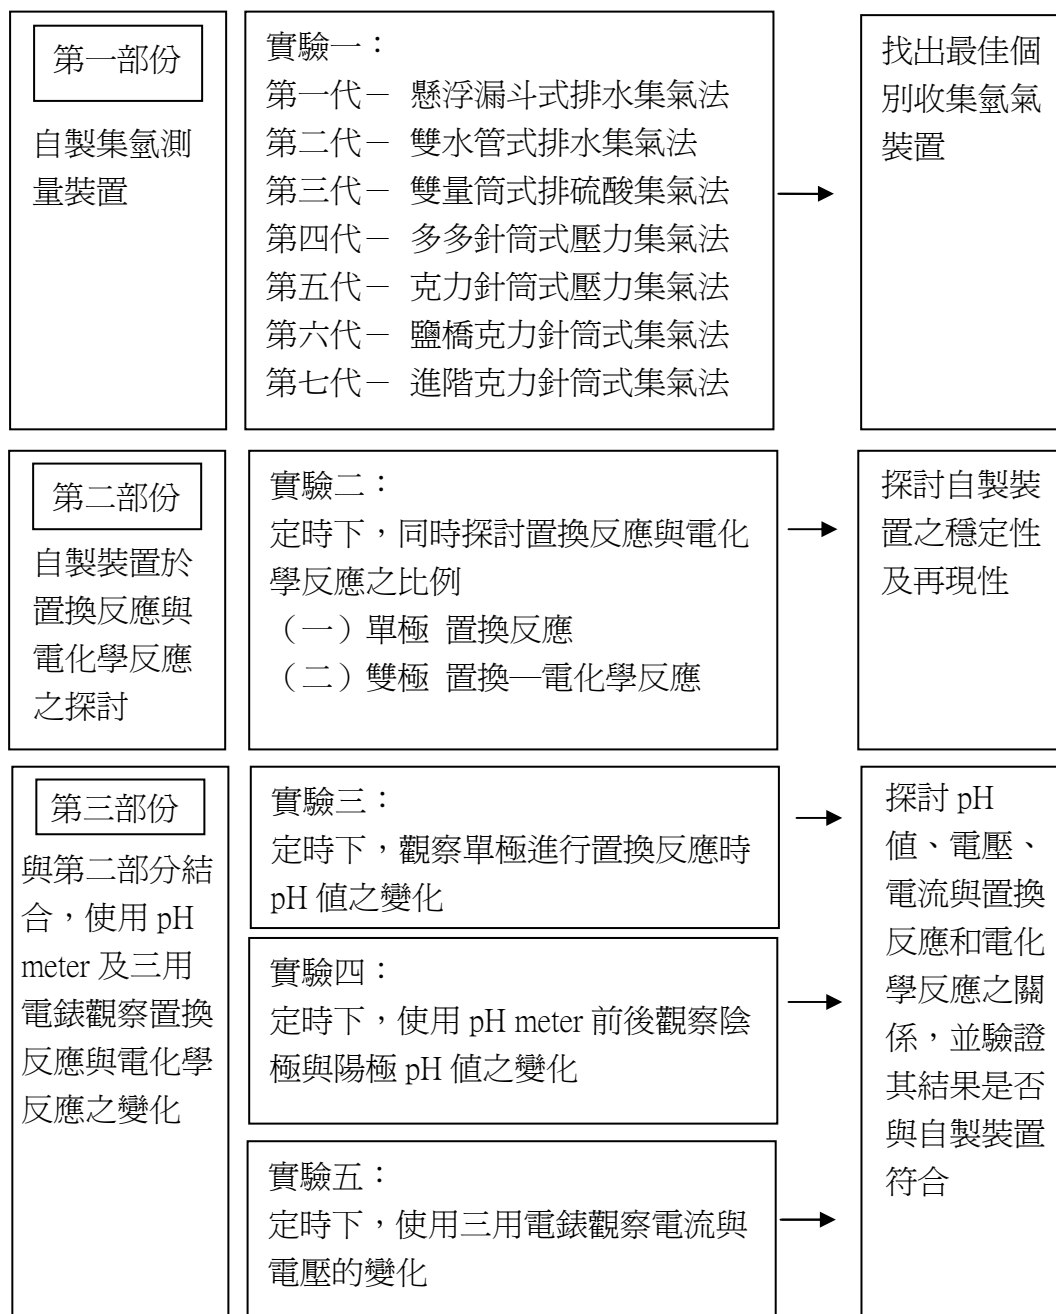 第一部份
自製集氫測
量裝置
實驗一：
第一代－ 懸浮漏斗式排水集氣法
第二代－ 雙水管式排水集氣法
第三代－ 雙量筒式排硫酸集氣法
第四代－ 多多針筒式壓力集氣法
第五代－ 克力針筒式壓力集氣法
第六代－ 鹽橋克力針筒式集氣法
第七代－ 進階克力針筒式集氣法
找出最佳個
別收集氫氣
裝置
第二部份
自製裝置於
置換反應與
電化學反應
之探討
實驗二：
定時下，同時探討置換反應與電化
學反應之比例
（一）單極 置換反應
（二）雙極 置換─電化學反應
探討自製裝
置之穩定性
及再現性
第三部份
與第二部分結
合，使用 pH
meter 及三用
電錶觀察置換
反應與電化學
反應之變化
實驗三：
定時下，觀察單極進行置換反應時
pH 值之變化
實驗四：
定時下，使用 pH meter 前後觀察陰
極與陽極 pH 值之變化
實驗五：
定時下，使用三用電錶觀察電流與
電壓的變化
探討 pH
值、電壓、
電流與置換
反應和電化
學反應之關
係，並驗證
其結果是否
與自製裝置
符合